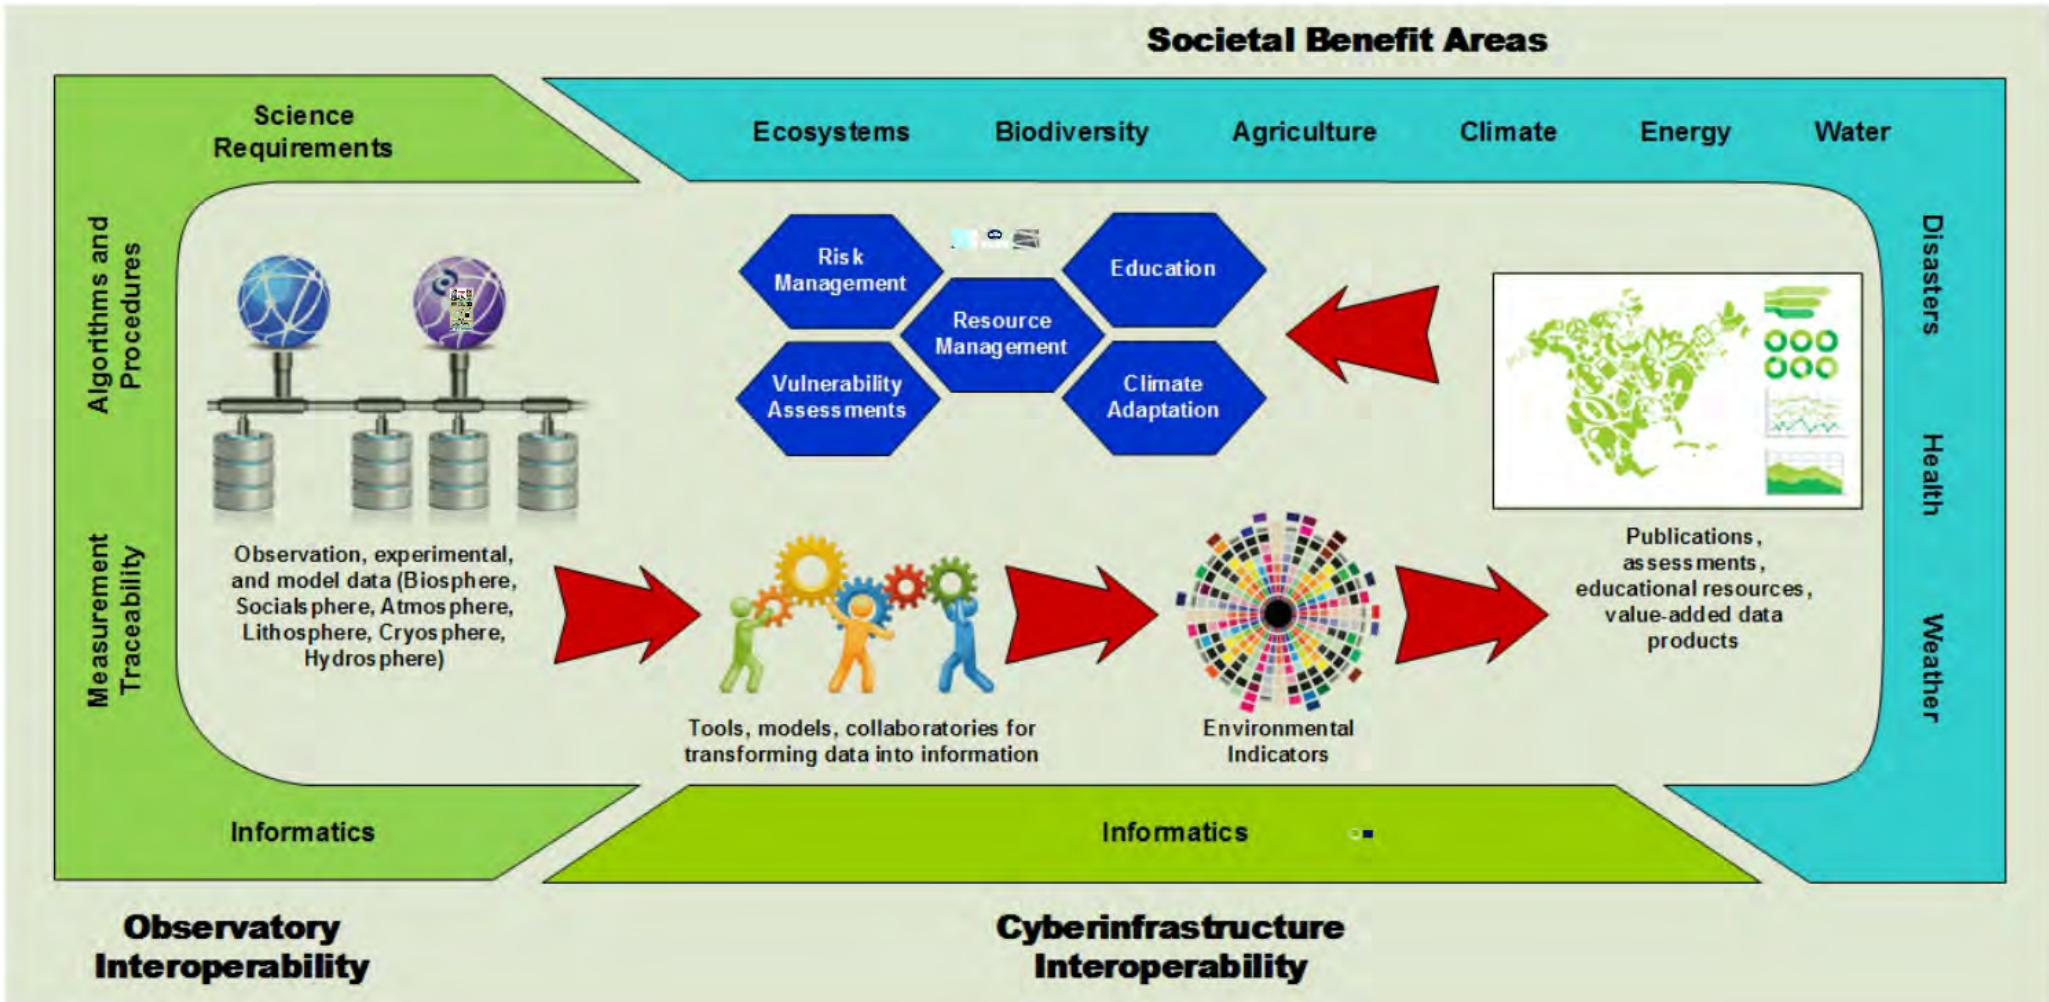 Societal Benefit Areas
Science
Requirements
Ecosystems
Biodiversity
Agriculture
Climate
Energy
Water
Algorithms and
Procedures
Measurement
Traceability
Informatics
Observation, experimental,
and model data (Biosphere,
Socialsphere, Atmosphere,
Lithosphere, Cryosphere,
Hydrosphere)
Risk
Management
Education
Resource
Management
Vulnerability
Assessments
Climate
Adaptation
Tools, models, collaboratories for
transforming data into information
Environmental
Indicators
Publications,
assessments,
educational resources,
value-added data
products
Disasters
Health
Weather
Informatics
Observatory
Interoperability
Cyberinfrastructure
Interoperability